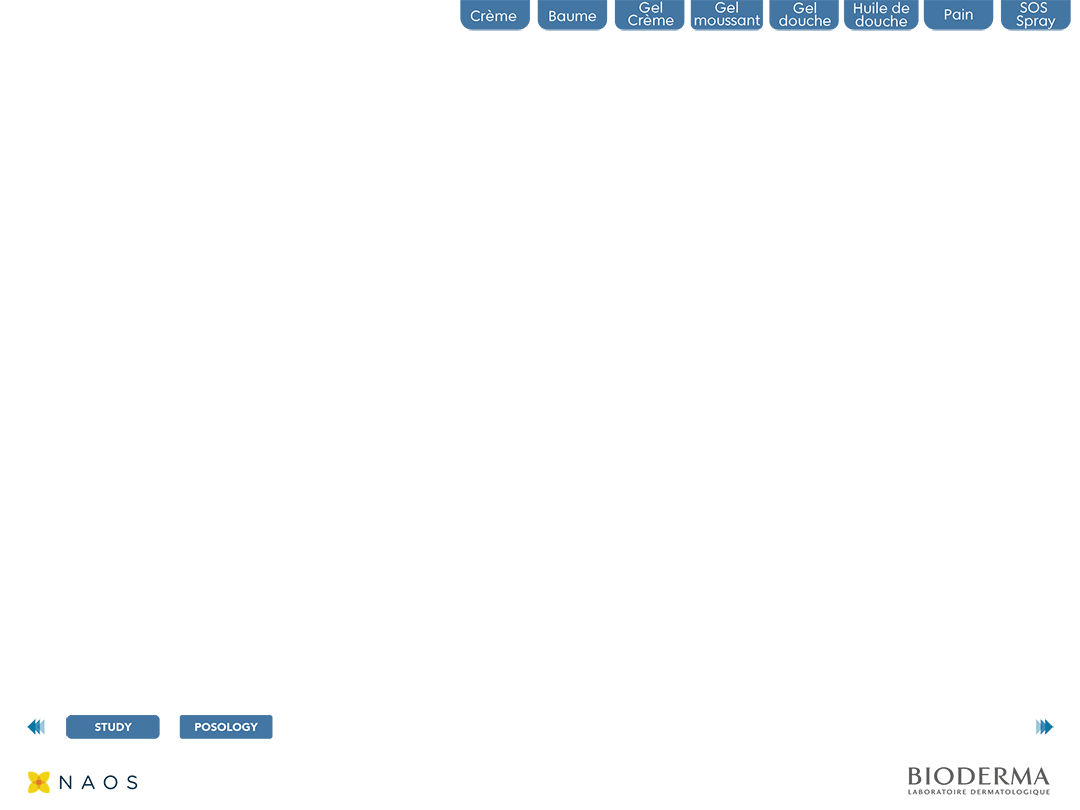 Crème
Baume
Gel
Crème
Gel
moussant
Gel
douche
Huile de
douche
Pain
SOS
Spray
STUDY
POSOLOGY
NAOS
BIODERMA
LABORATOIRE DERMATOLOGIQUE